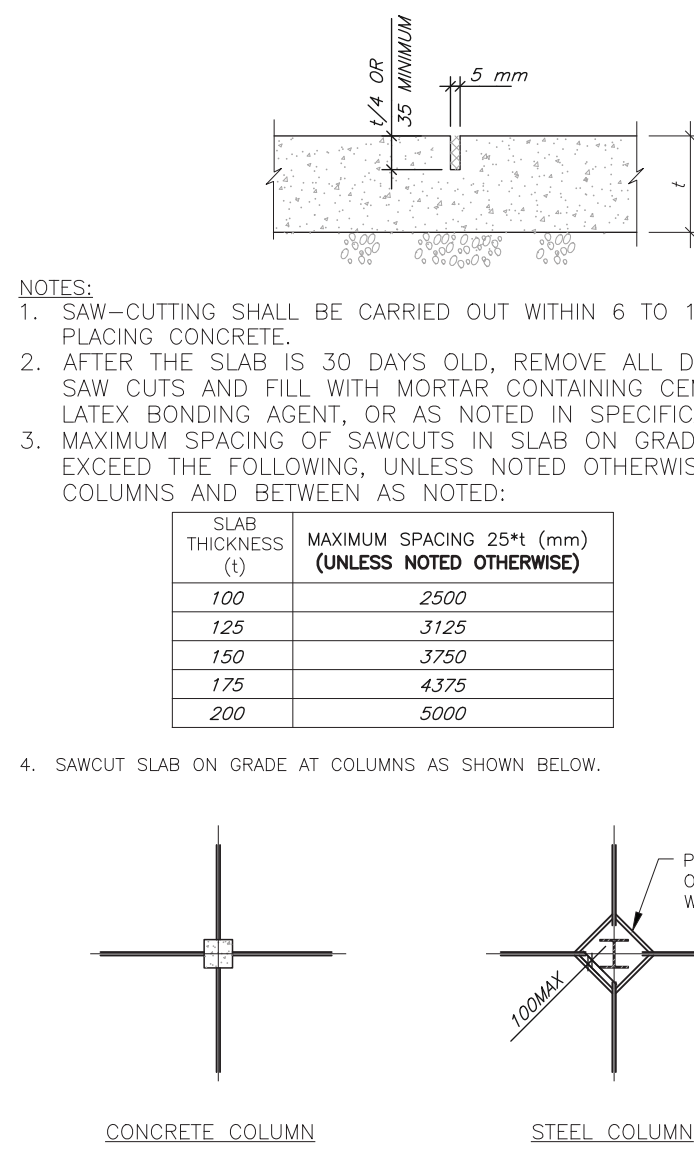 t/4 OR
35 MINIMUM
5 mm
t
NOTES:
1. SAW-CUTTING SHALL BE CARRIED OUT WITHIN 6 TO 1
PLACING CONCRETE.
2. AFTER THE SLAB IS 30 DAYS OLD, REMOVE ALL D
SAW CUTS AND FILL WITH MORTAR CONTAINING CE
LATEX BONDING AGENT, OR AS NOTED IN SPECIFIC
3. MAXIMUM SPACING OF SAWCUTS IN SLAB ON GRAD
EXCEED THE FOLLOWING, UNLESS NOTED OTHERWIS
COLUMNS AND BETWEEN AS NOTED:
SLAB
THICKNESS
(t)
MAXIMUM SPACING 25*t (mm)
(UNLESS NOTED OTHERWISE)
100 2500
125 3125
150 3750
175 4375
200 5000
4. SAWCUT SLAB ON GRADE AT COLUMNS AS SHOWN BELOW.
P
O
W
100MAX
CONCRETE COLUMN
STEEL COLUMN